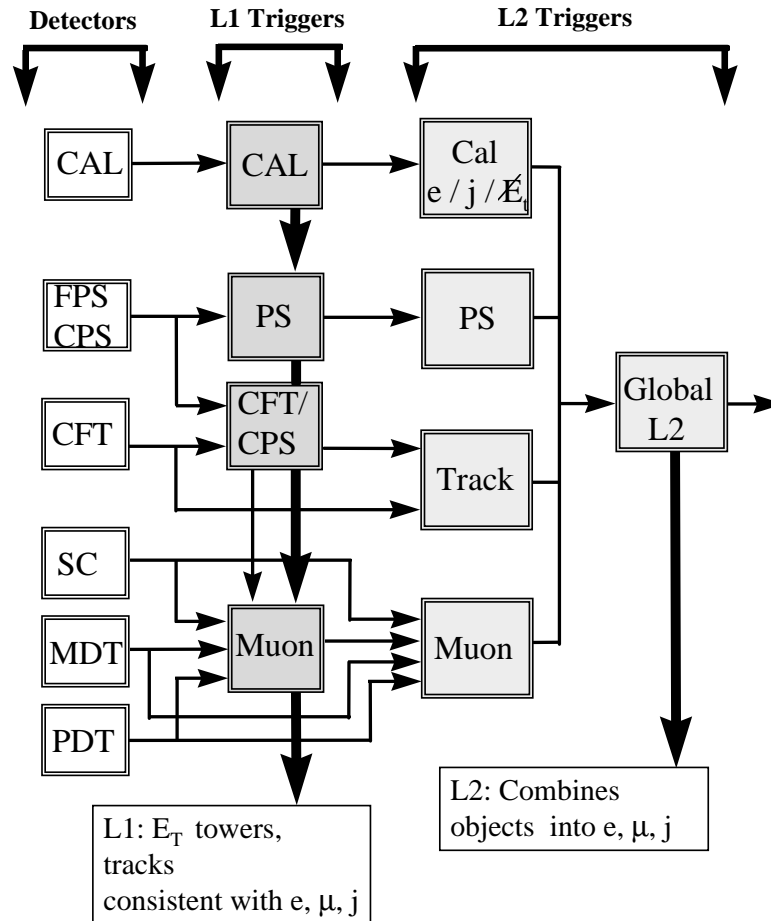 Detectors
L1 Triggers
L2 Triggers
CAL
CAL
Cal
e / j / E̸t
FPS
CPS
PS
PS
CFT
CFT/
CPS
Track
Global
L2
SC
MDT
PDT
Muon
Muon
L1: ET towers,
tracks
consistent with e, μ, j
L2: Combines
objects into e, μ, j